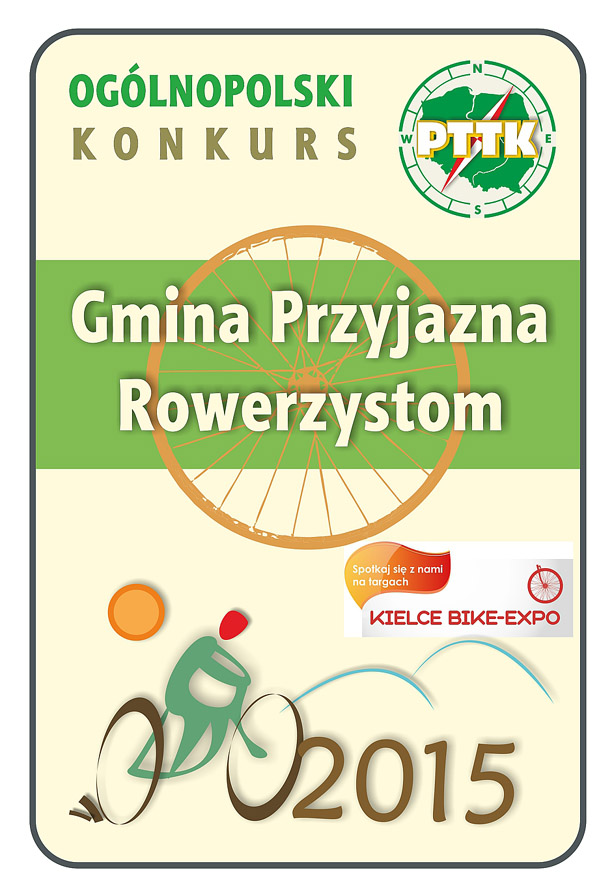 OGÓLNOPOLSKI
KONKURS
N
W
PTTK
E
S
Gmina Przyjazna
Rowerzystom
Spotkaj się z nami
na targach
KIELCE BIKE-EXPO
2015